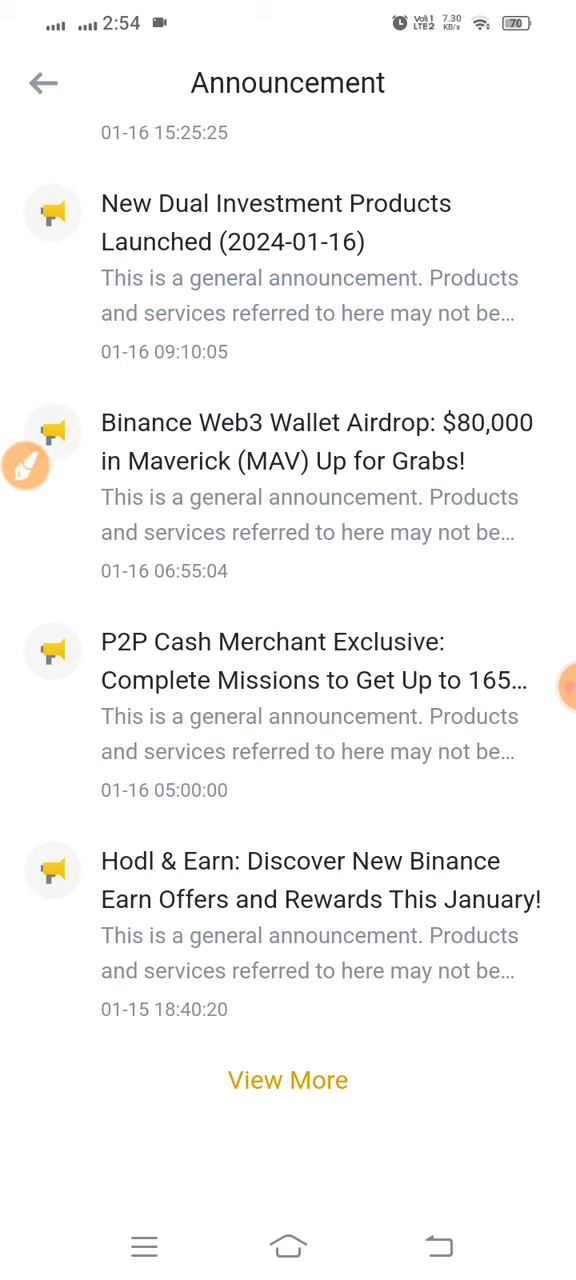 2:54
VoD 1
LTE2
7.30
KB/s
70
Announcement
01-16 15:25:25
New Dual Investment Products
Launched (2024-01-16)
This is a general announcement. Products
and services referred to here may not be...
01-16 09:10:05
Binance Web3 Wallet Airdrop: $80,000
in Maverick (MAV) Up for Grabs!
This is a general announcement. Products
and services referred to here may not be...
01-16 06:55:04
P2P Cash Merchant Exclusive:
Complete Missions to Get Up to 165...
This is a general announcement. Products
and services referred to here may not be...
01-16 05:00:00
Hodl & Earn: Discover New Binance
Earn Offers and Rewards This January!
This is a general announcement. Products
and services referred to here may not be...
01-15 18:40:20
View More